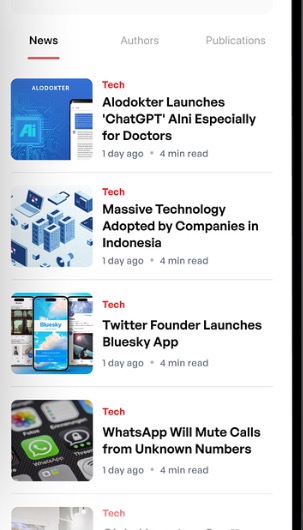 News
Authors
Publications
ALODOKTER
Ai
Tech
Alodokter Launches
'ChatGPT' AIni Especially
for Doctors
1 day ago • 4 min read
Tech
Massive Technology
Adopted by Companies in
Indonesia
1 day ago • 4 min read
Bluesky
Tech
Twitter Founder Launches
Bluesky App
1 day ago • 4 min read
WhatsApp
Tech
WhatsApp Will Mute Calls
from Unknown Numbers
1 day ago • 4 min read
Tech